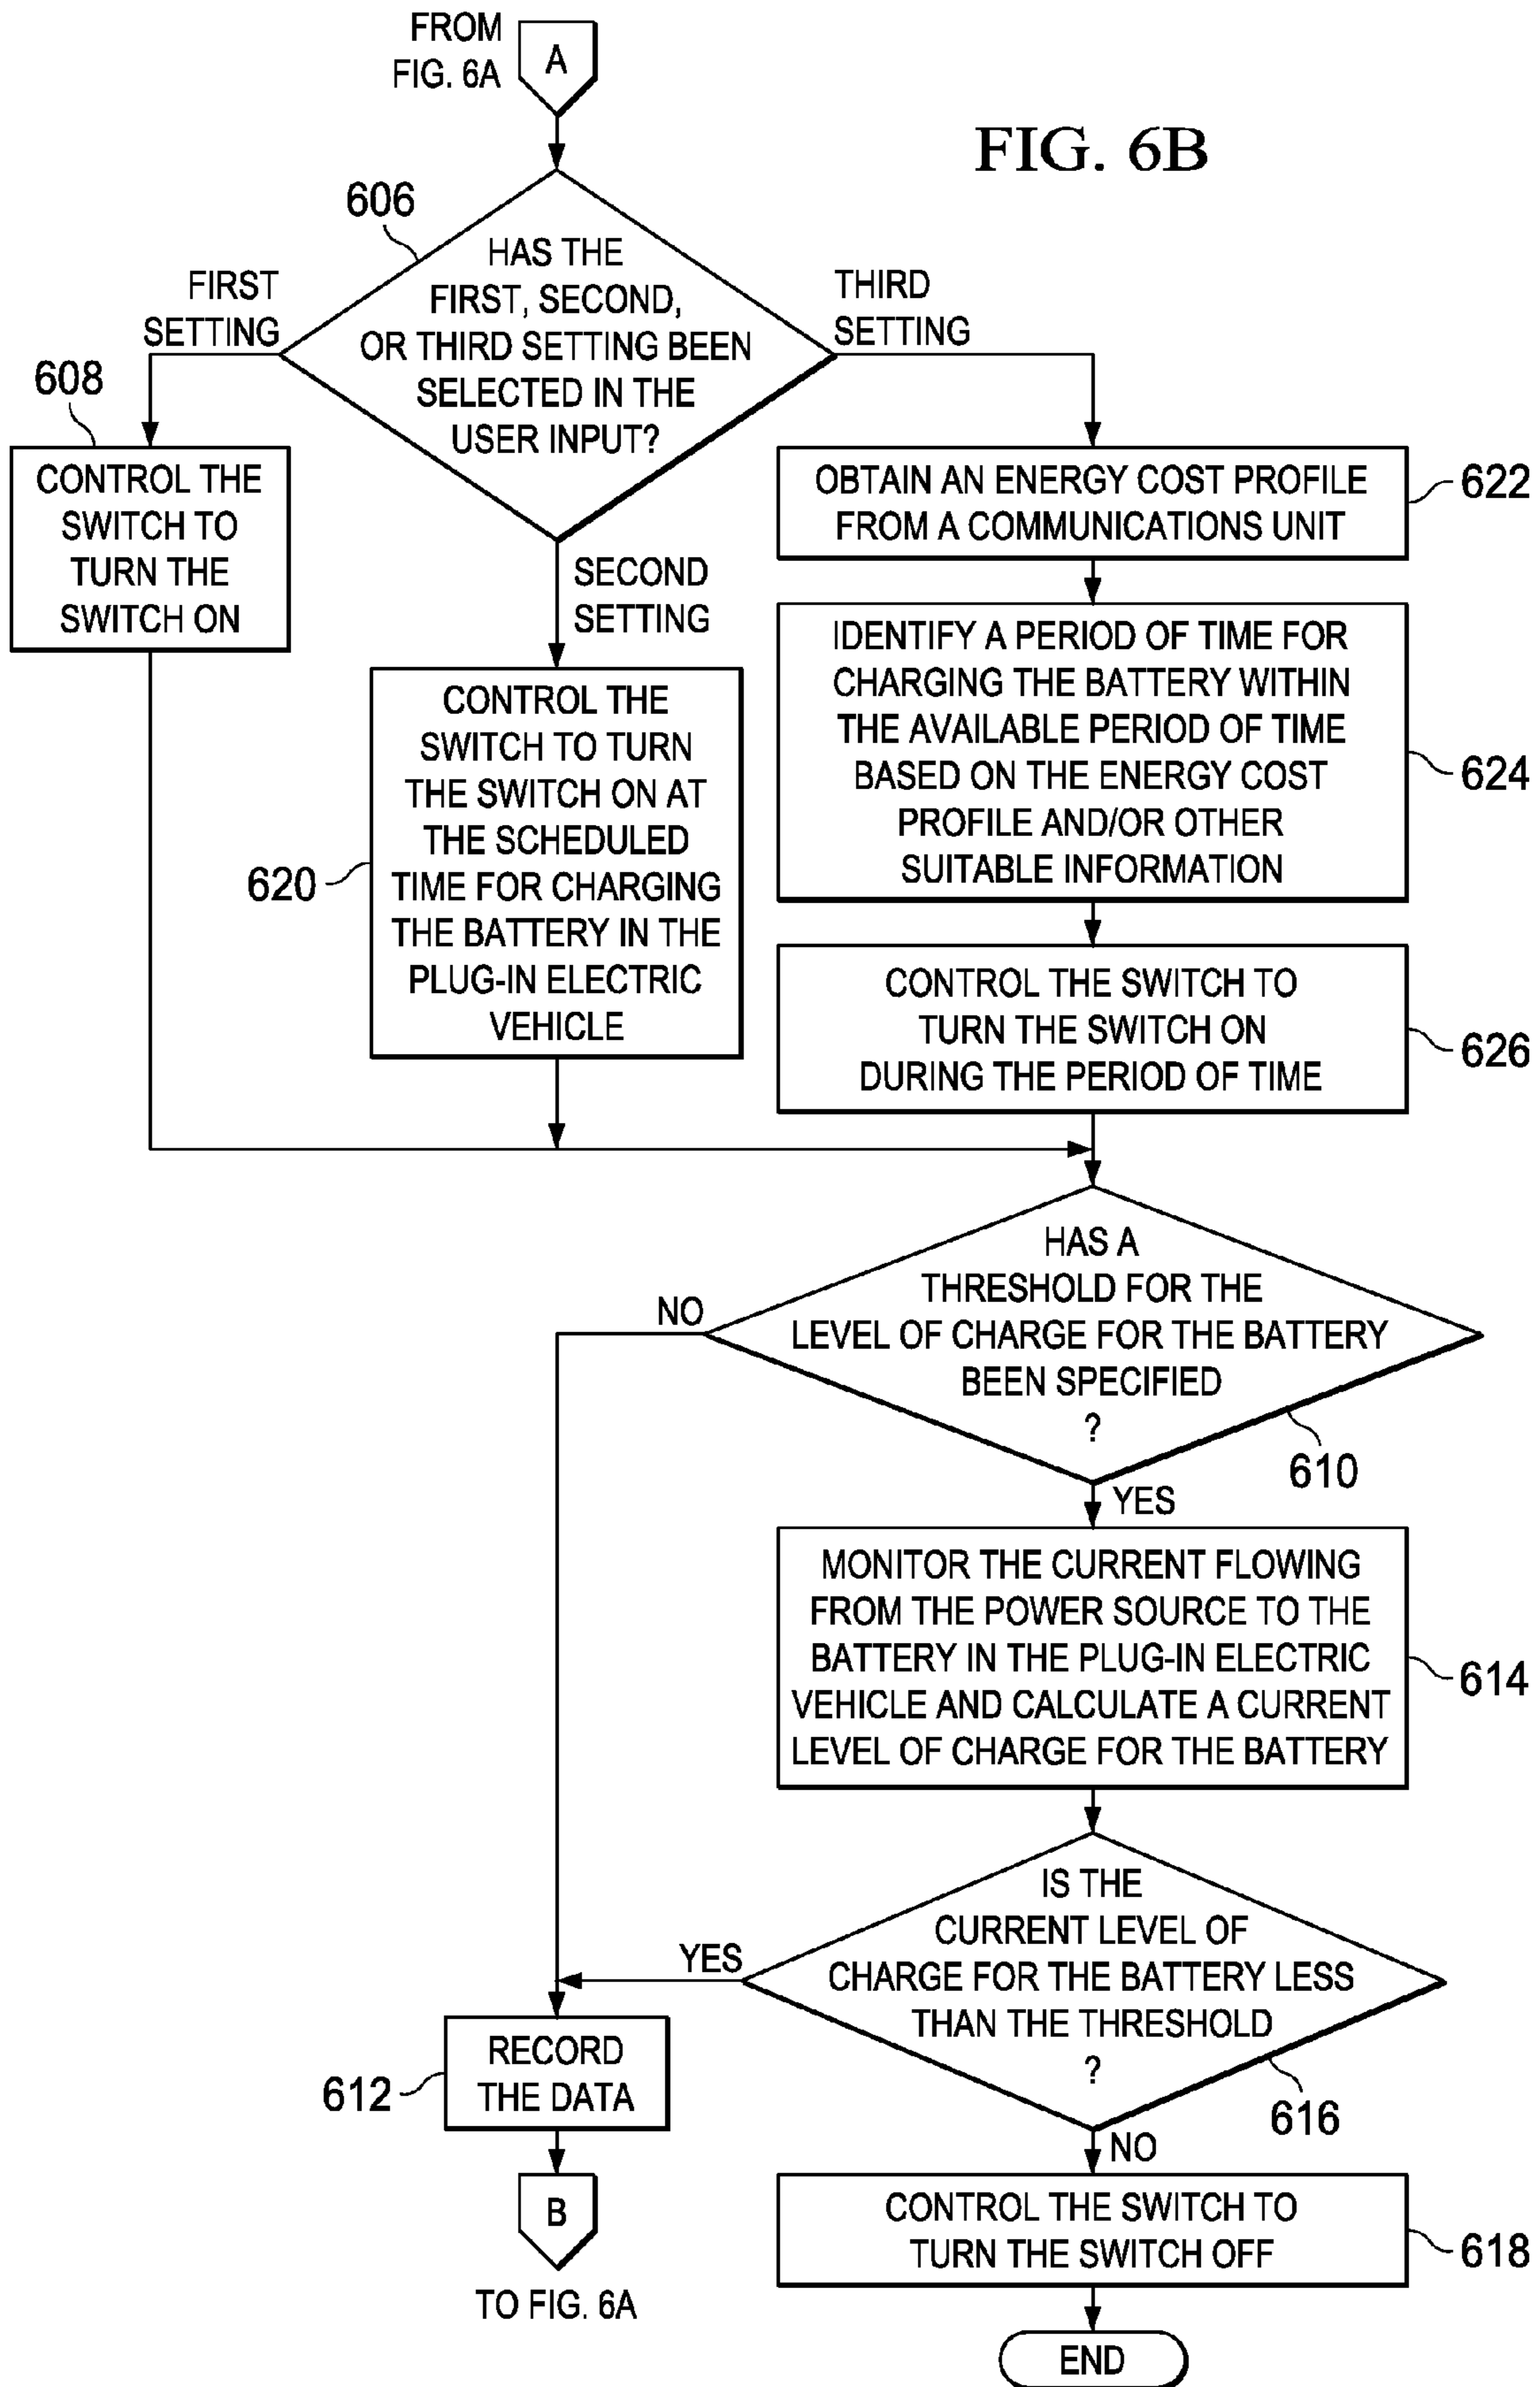 FROM
FIG. 6A
A
FIG. 6B
606
HAS THE
FIRST, SECOND,
OR THIRD SETTING BEEN
SELECTED IN THE
USER INPUT?
FIRST
SETTING
THIRD
SETTING
SECOND
SETTING
608
CONTROL THE
SWITCH TO
TURN THE
SWITCH ON
620
CONTROL THE
SWITCH TO TURN
THE SWITCH ON AT
THE SCHEDULED
TIME FOR CHARGING
THE BATTERY IN THE
PLUG-IN ELECTRIC
VEHICLE
OBTAIN AN ENERGY COST PROFILE
FROM A COMMUNICATIONS UNIT
622
IDENTIFY A PERIOD OF TIME FOR
CHARGING THE BATTERY WITHIN
THE AVAILABLE PERIOD OF TIME
BASED ON THE ENERGY COST
PROFILE AND/OR OTHER
SUITABLE INFORMATION
624
CONTROL THE SWITCH TO
TURN THE SWITCH ON
DURING THE PERIOD OF TIME
626
HAS A
THRESHOLD FOR THE
LEVEL OF CHARGE FOR THE BATTERY
BEEN SPECIFIED
?
610
NO
YES
MONITOR THE CURRENT FLOWING
FROM THE POWER SOURCE TO THE
BATTERY IN THE PLUG-IN ELECTRIC
VEHICLE AND CALCULATE A CURRENT
LEVEL OF CHARGE FOR THE BATTERY
614
IS THE
CURRENT LEVEL OF
CHARGE FOR THE BATTERY LESS
THAN THE THRESHOLD
?
616
YES
NO
612
RECORD
THE DATA
B
TO FIG. 6A
CONTROL THE SWITCH TO
TURN THE SWITCH OFF
618
END